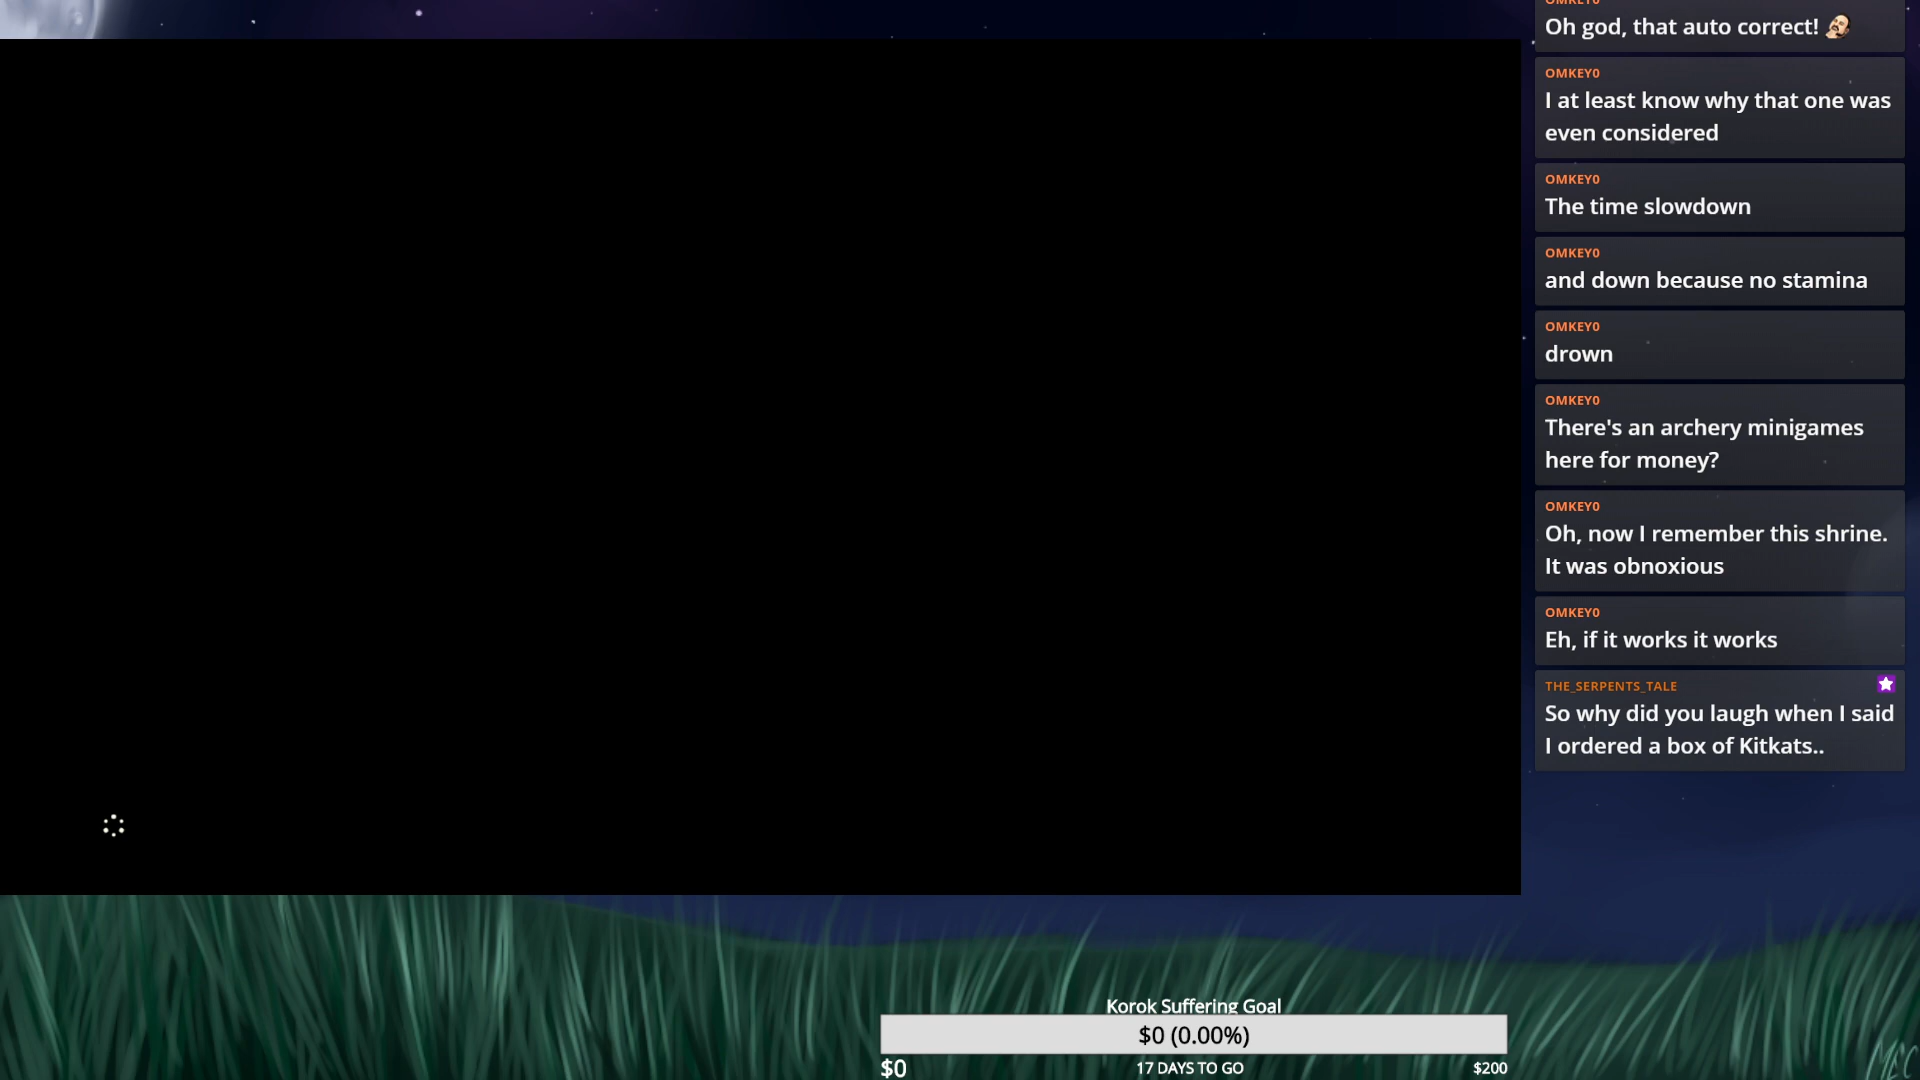 Oh god, that auto correct!
OMKEY0
I at least know why that one was
even considered
OMKEY0
The time slowdown
OMKEY0
and down because no stamina
OMKEY0
drown
OMKEY0
There's an archery minigames
here for money?
OMKEY0
Oh, now I remember this shrine.
It was obnoxious
OMKEY0
Eh, if it works it works
THE_SERPENTS_TALE
So why did you laugh when I said
I ordered a box of Kitkats..
Korok Suffering Goal
$0 (0.00%)
$0
17 DAYS TO GO
$200